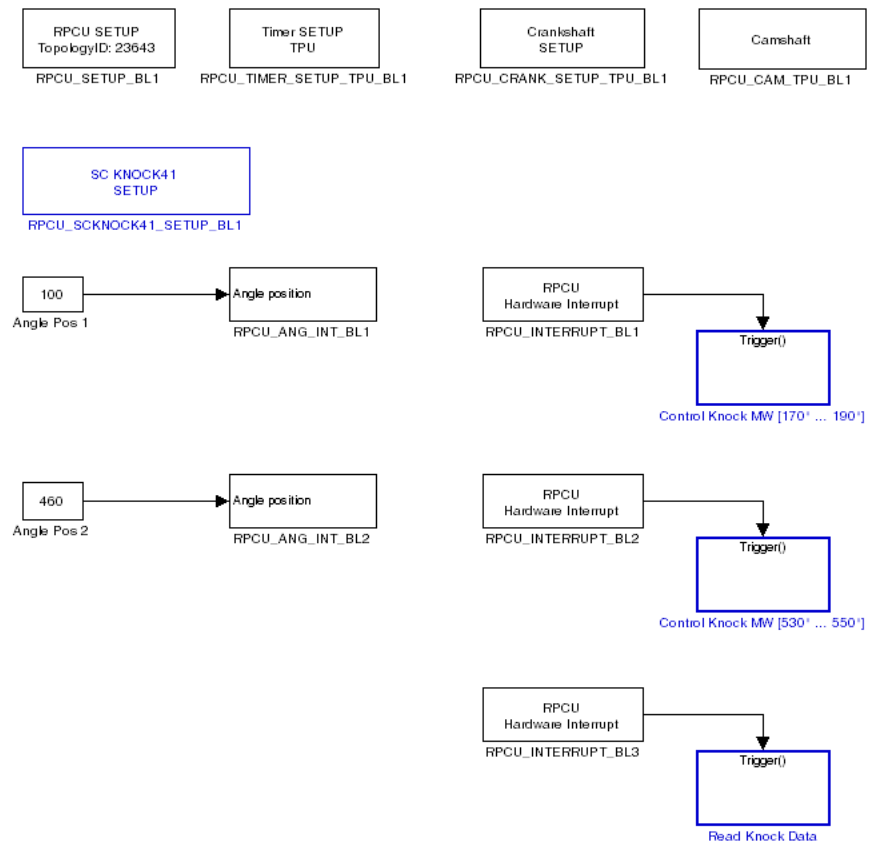 RPCU SETUP
TopologyID: 23643
RPCU_SETUP_BL1
Timer SETUP
TPU
RPCU_TIMER_SETUP_TPU_BL1
Crankshaft
SETUP
RPCU_CRANK_SETUP_TPU_BL1
Camshaft
RPCU_CAM_TPU_BL1
SC KNOCK41
SETUP
RPCU_SCKNOCK41_SETUP_BL1
100
Angle Pos 1
Angle position
RPCU_ANG_INT_BL1
RPCU
Hardware Interrupt
RPCU_INTERRUPT_BL1
Trigger()
Control Knock MW [170° ... 190°]
460
Angle Pos 2
Angle position
RPCU_ANG_INT_BL2
RPCU
Hardware Interrupt
RPCU_INTERRUPT_BL2
Trigger()
Control Knock MW [530° ... 550°]
RPCU
Hardware Interrupt
RPCU_INTERRUPT_BL3
Trigger()
Read Knock Data